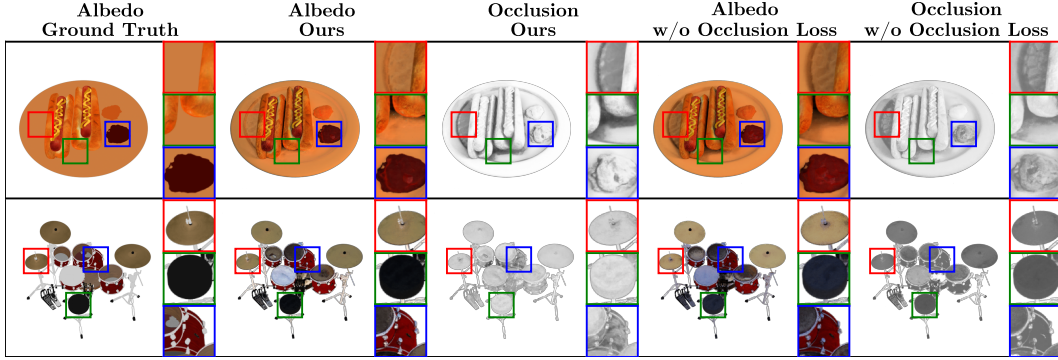 Albedo
Ground Truth
Albedo
Ours
Occlusion
Ours
Albedo
w/o Occlusion Loss
Occlusion
w/o Occlusion Loss